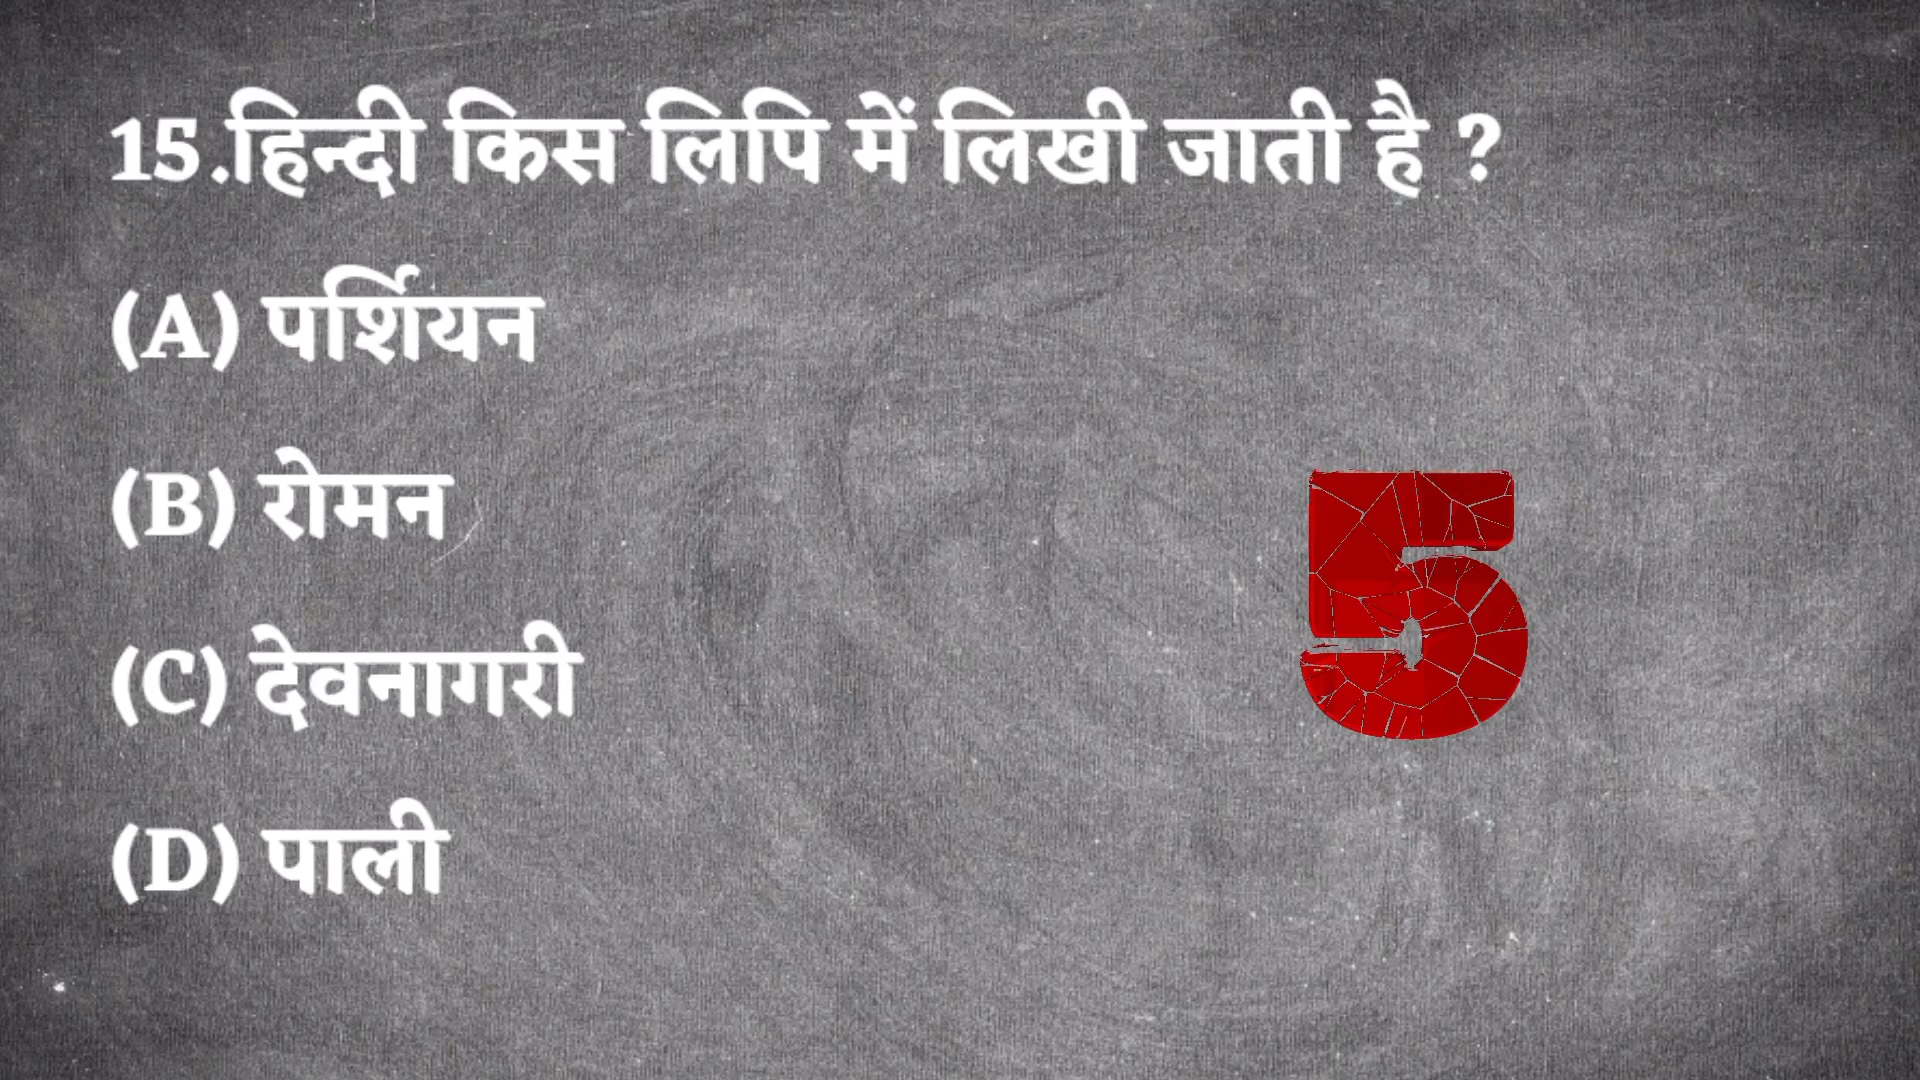 15.हिन्दी किस लिपि में लिखी जाती है ?
(A) पर्शियन
(B) रोमन
(C) देवनागरी
5
(D) पाली